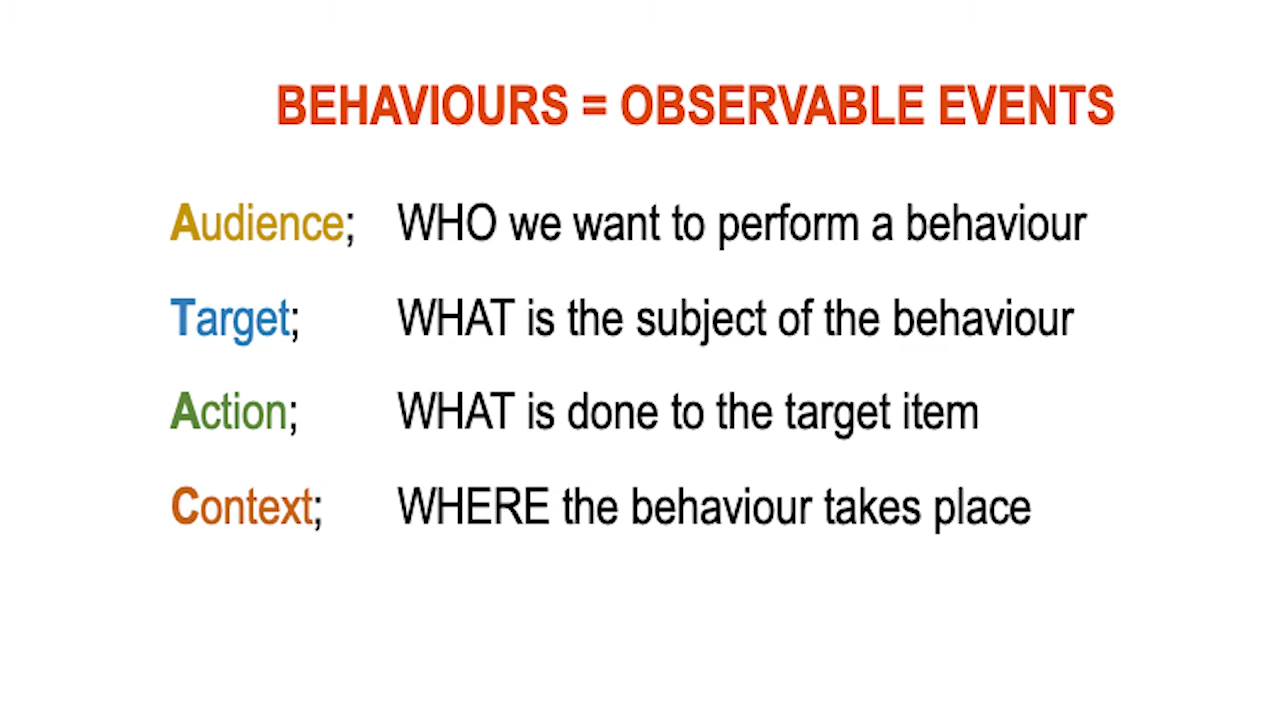 BEHAVIOURS = OBSERVABLE EVENTS
Audience; WHO we want to perform a behaviour
Target; WHAT is the subject of the behaviour
Action; WHAT is done to the target item
Context; WHERE the behaviour takes place